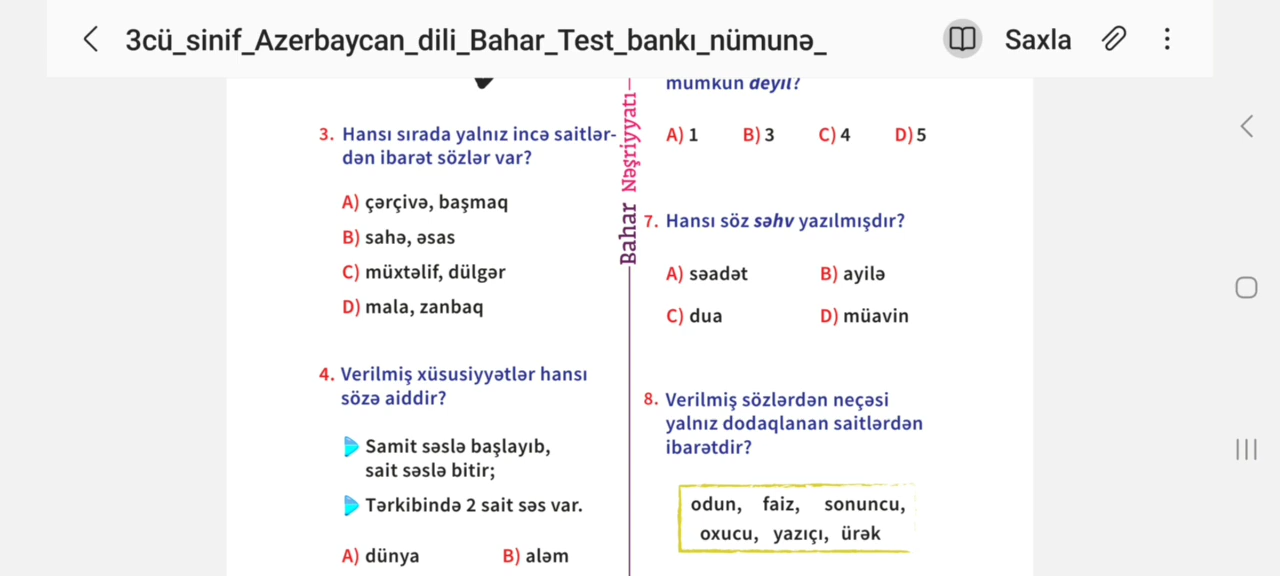 3cü_sinif_Azerbaycan_dili_Bahar_Test_bankı_nümunə_
Saxla
3. Hansı sırada yalnız incə saitlər-
dən ibarət sözlər var?
A) çərçivə, başmaq
B) sahə, əsas
C) müxtəlif, dülgər
D) mala, zanbaq
4. Verilmiş xüsusiyyətlər hansı
sözə aiddir?
Samit səslə başlayıb,
sait səslə bitir;
Tərkibində 2 sait səs var.
A) dünya B) aləm
Bahar Nəşriyyatı
mümkün deyil?
A) 1 B) 3 C) 4 D) 5
7. Hansı söz səhv yazılmışdır?
A) səadət B) ayilə
C) dua D) müavin
8. Verilmiş sözlərdən neçəsi
yalnız dodaqlanan saitlərdən
ibarətdir?
odun, faiz, sonuncu,
oxucu, yazıçı, ürək